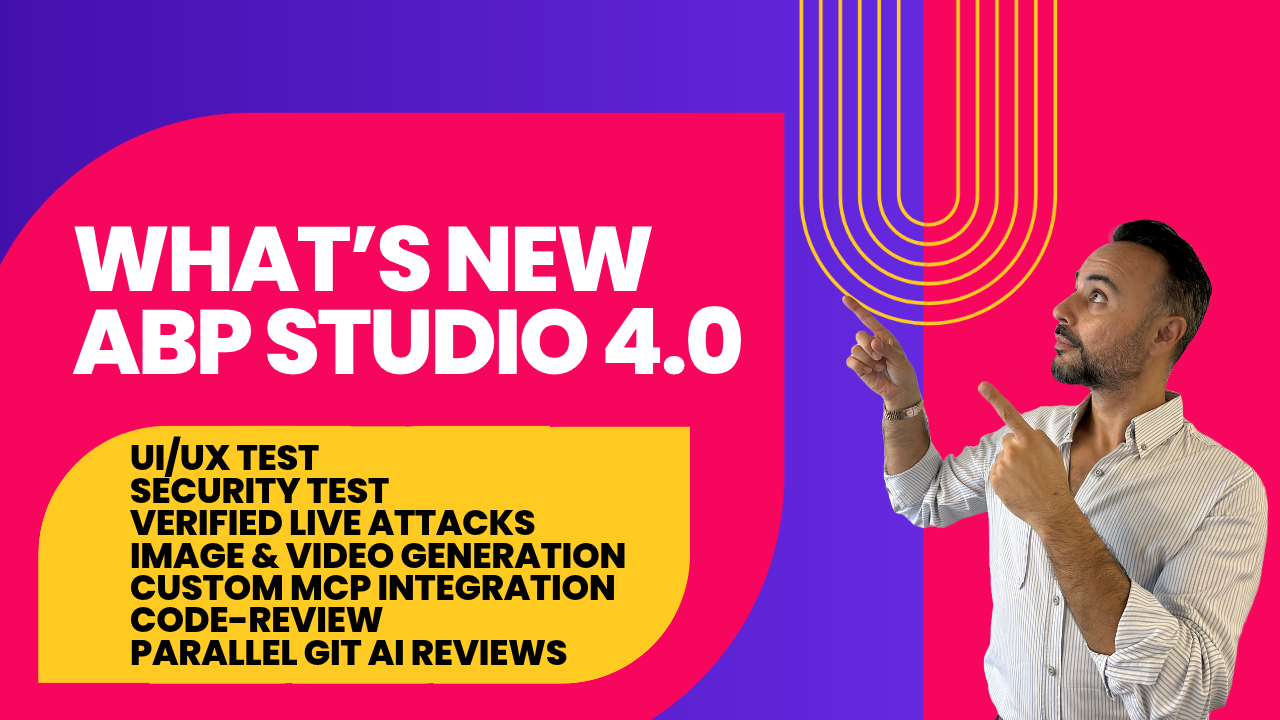 WHAT’S NEW
ABP STUDIO 4.0
UI/UX TEST
SECURITY TEST
VERIFIED LIVE ATTACKS
IMAGE & VIDEO GENERATION
CUSTOM MCP INTEGRATION
CODE-REVIEW
PARALLEL GIT AI REVIEWS